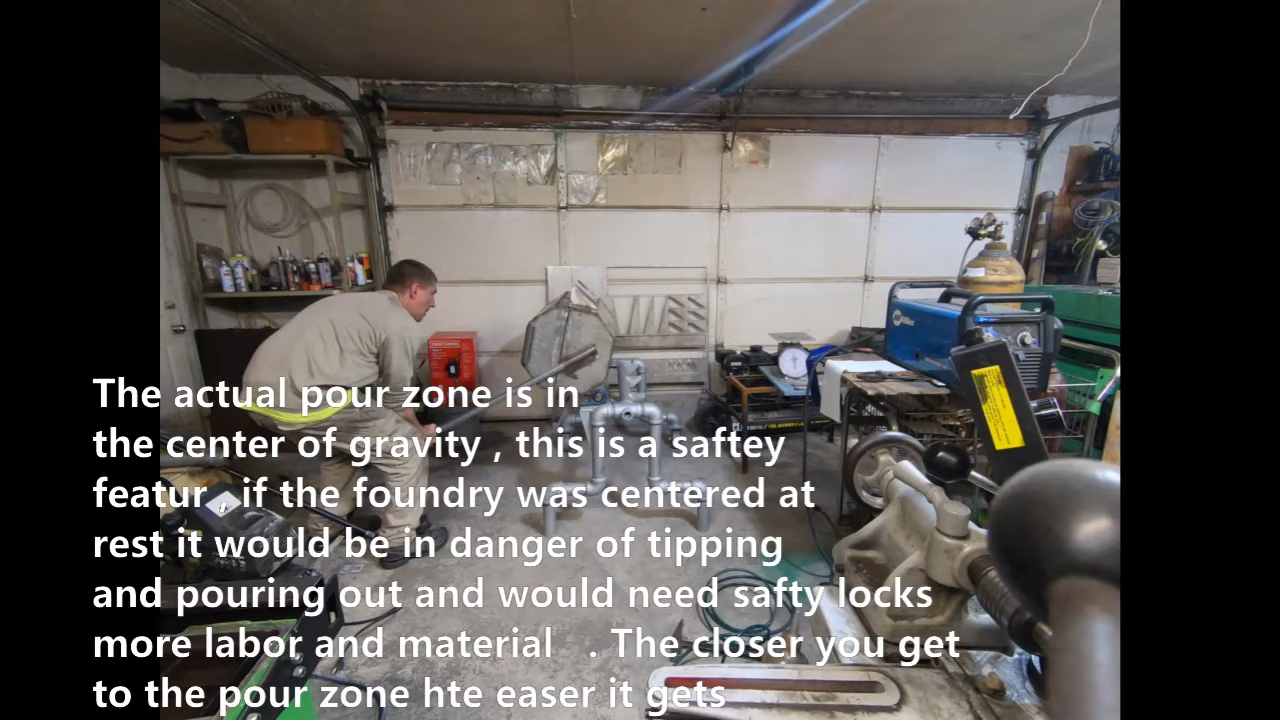 The actual pour zone is in
the center of gravity , this is a saftey
featur , if the foundry was centered at
rest it would be in danger of tipping
and pouring out and would need safty locks
more labor and material . The closer you get
to the pour zone hte easer it gets
CRAFTSMAN
Miller